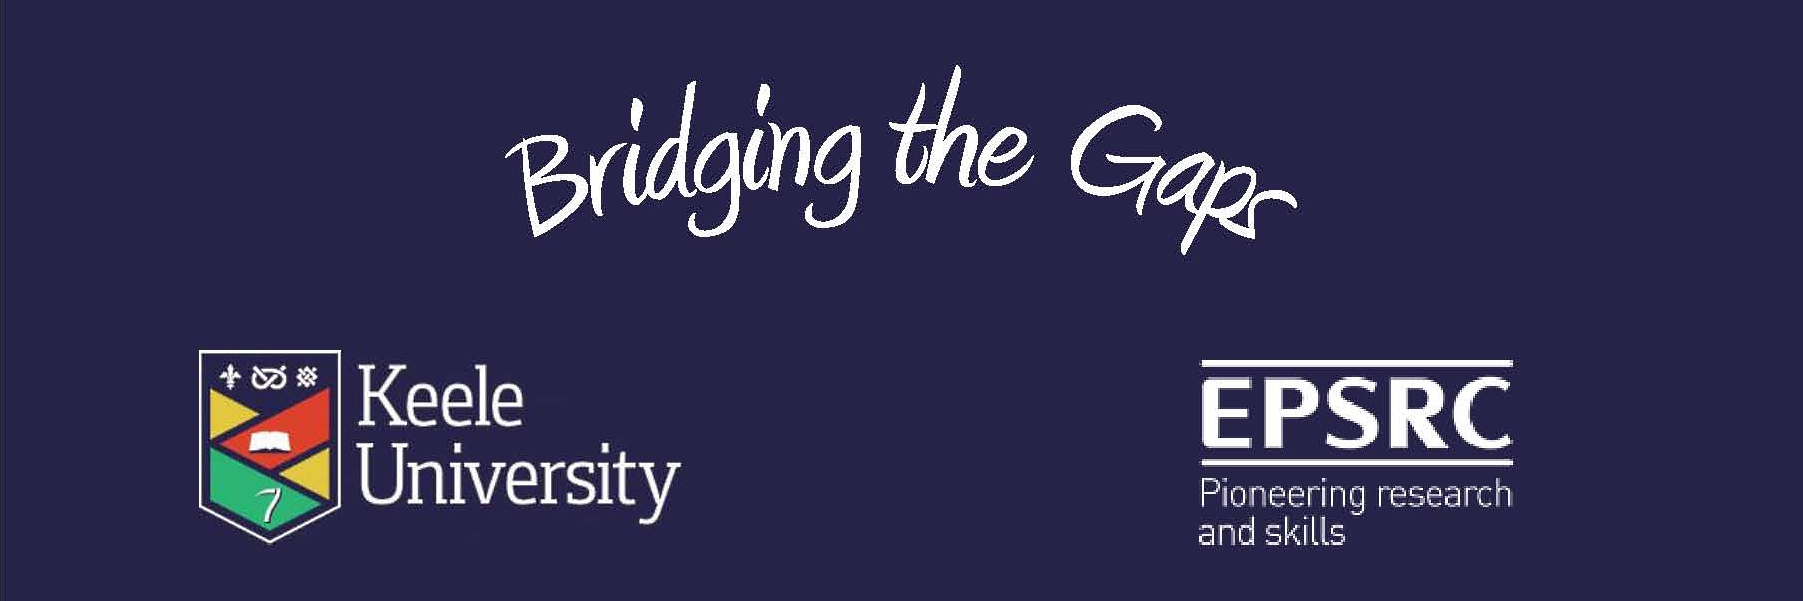 Bridging the Gaps
Keele
University
EPSRC
Pioneering research
and skills